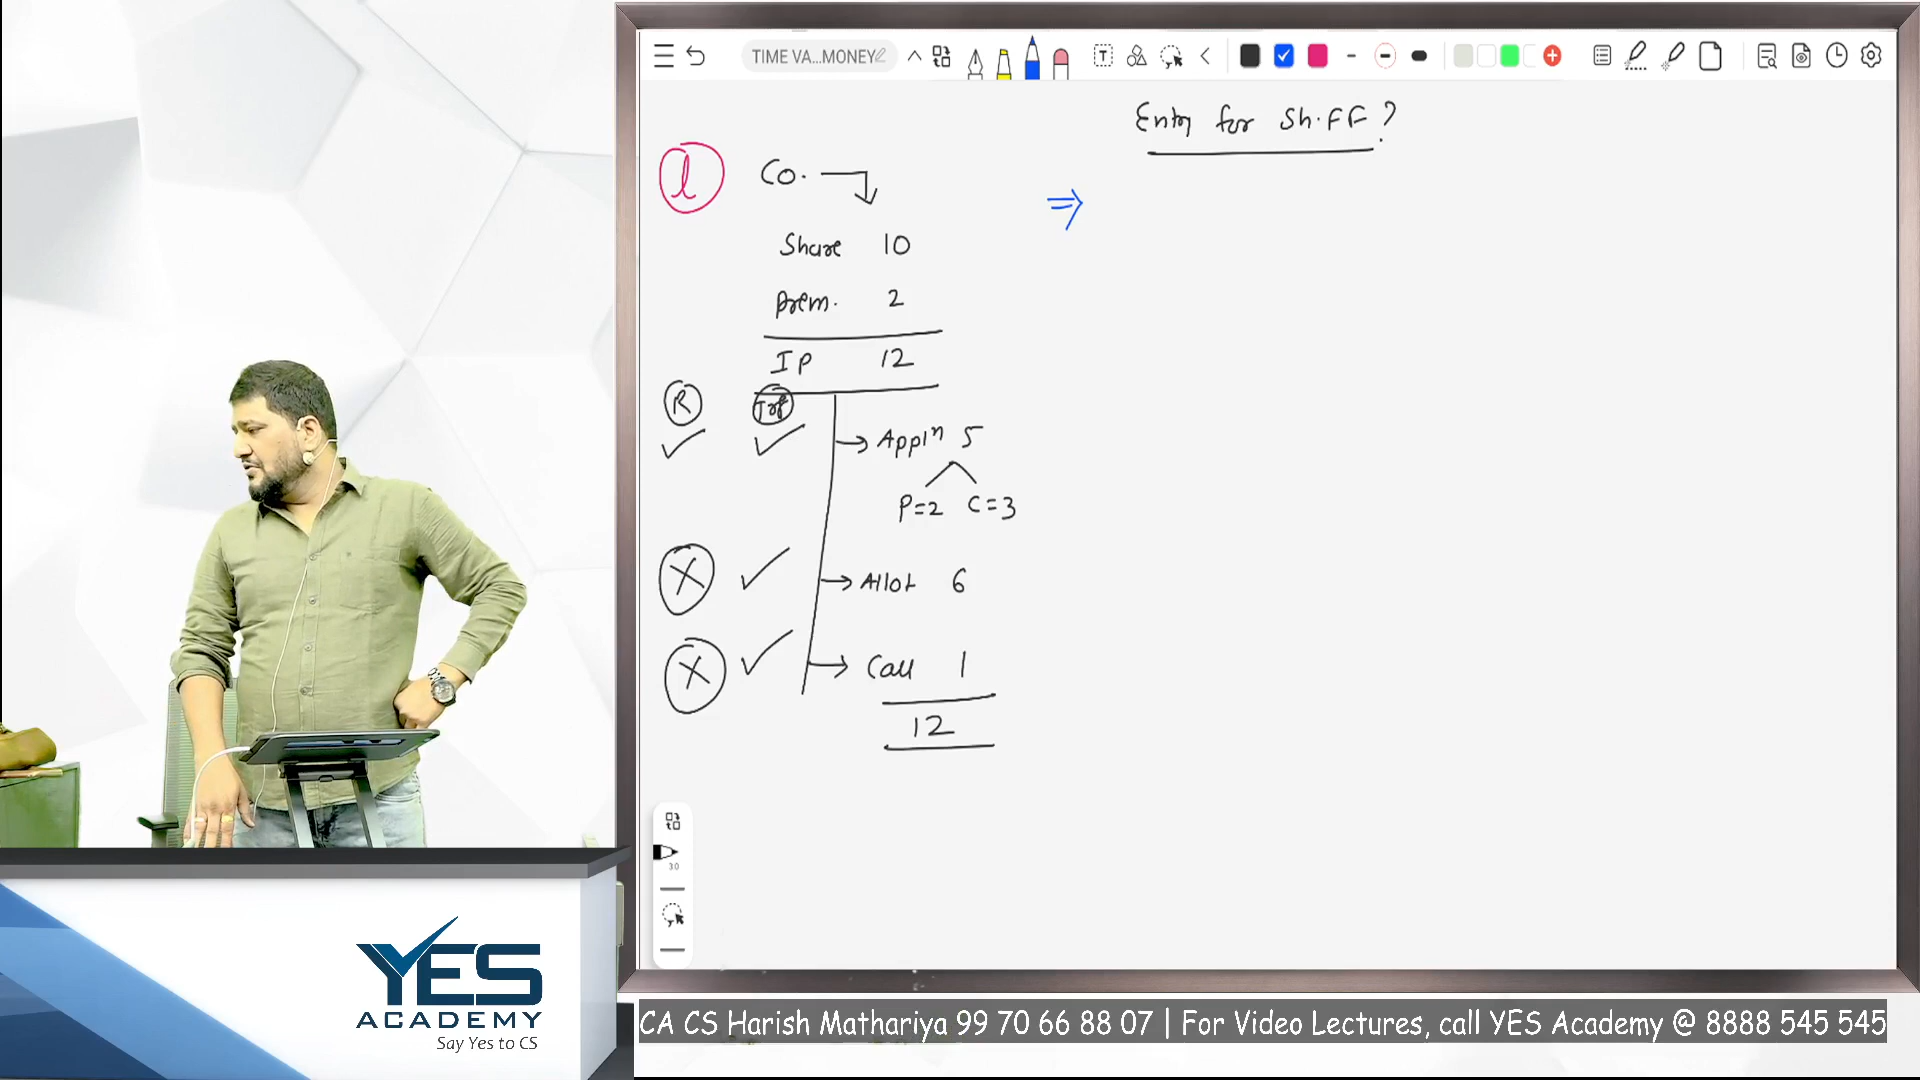 TIME VA...MONEY
Entry for Sh.FF ?
1
Co.
⇒
Share 10
Prem. 2
IP 12
R Trf
✓ ✓ → Appln 5
P=2 C=3
X ✓ → Allot 6
X ✓ → Call 1
12
30
YES
ACADEMY
Say Yes to CS
CA CS Harish Mathariya 99 70 66 88 07 | For Video Lectures, call YES Academy @ 8888 545 545